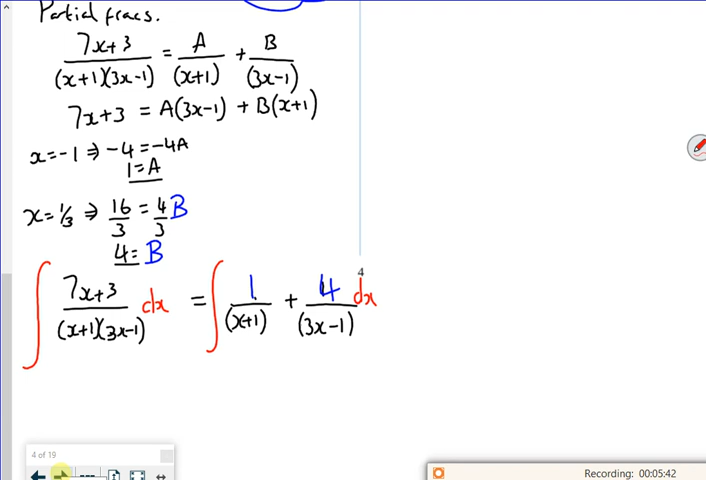 Partial fracs.
7x+3/(x+1)(3x-1) = A/(x+1) + B/(3x-1)
7x+3 = A(3x-1) + B(x+1)
x=-1 ⇒ -4=-4A
1=A
x=1/3 ⇒ 16/3 = 4/3 B
4= B
4
∫ 7x+3/(x+1)(3x-1) dx = ∫ 1/(x+1) + 4/(3x-1) dx
4 of 19
Recording: 00:05:42